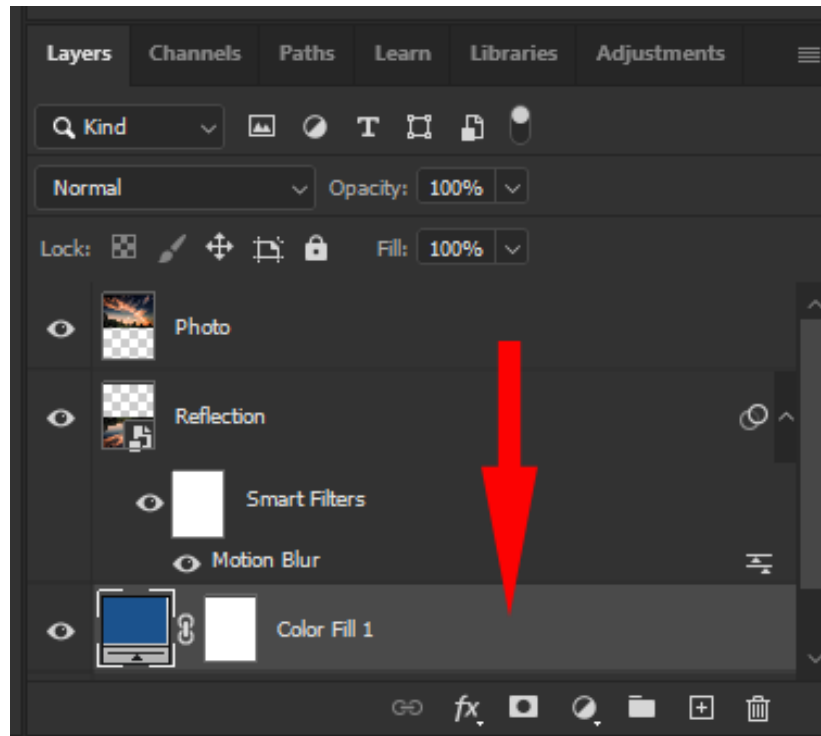 Layers Channels Paths Learn Libraries Adjustments
Kind T
Normal Opacity: 100%
Lock: Fill: 100%
Photo
Reflection
Smart Filters
Motion Blur
Color Fill 1
fx